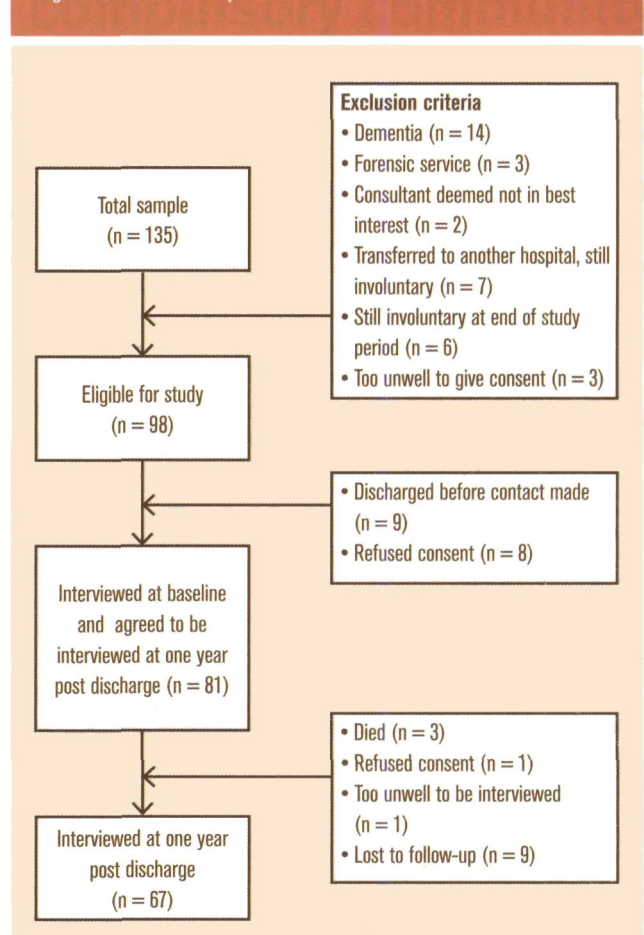 Exclusion criteria
• Dementia (n = 14)
• Forensic service (n = 3)
• Consultant deemed not in best
interest (n = 2)
• Transferred to another hospital, still
involuntary (n = 7)
• Still involuntary at end of study
period (n = 6)
• Too unwell to give consent (n = 3)
Total sample
(n = 135)
Eligible for study
(n = 98)
• Discharged before contact made
(n = 9)
• Refused consent (n = 8)
Interviewed at baseline
and agreed to be
interviewed at one year
post discharge (n = 81)
• Died (n = 3)
• Refused consent (n = 1)
• Too unwell to be interviewed
(n = 1)
• Lost to follow-up (n = 9)
Interviewed at one year
post discharge
(n = 67)